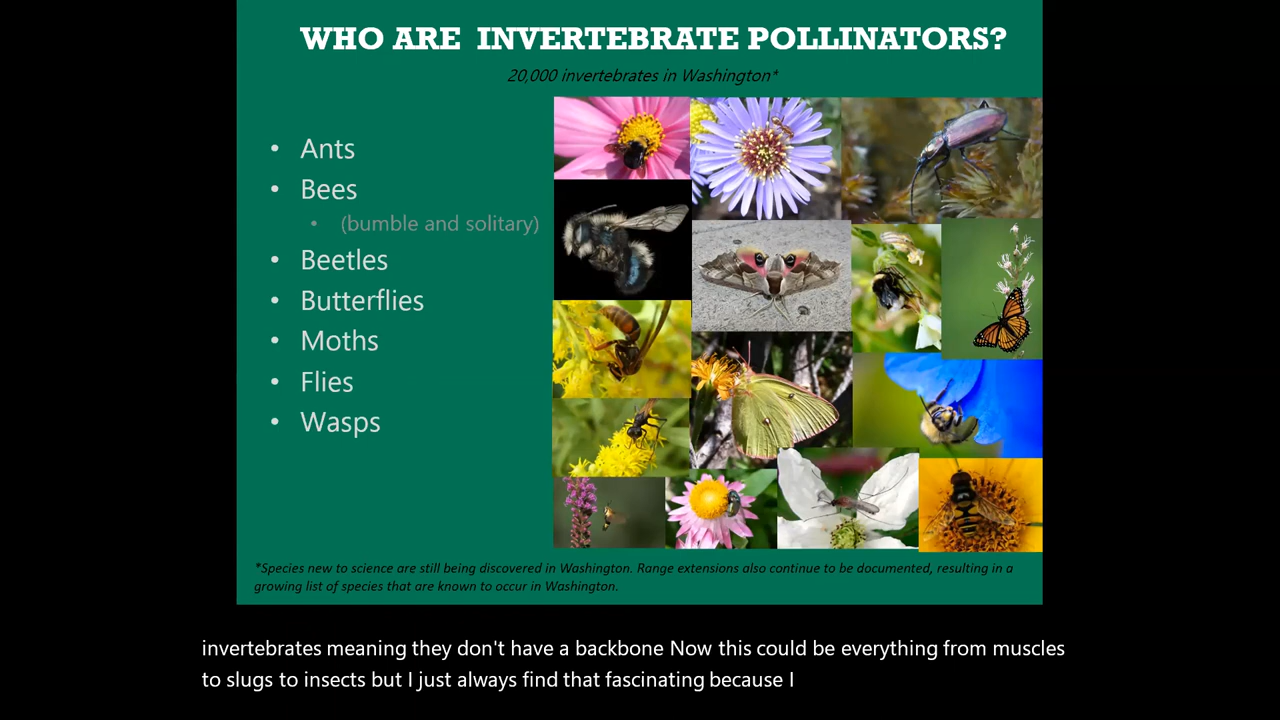 WHO ARE INVERTEBRATE POLLINATORS?
20,000 invertebrates in Washington*
• Ants
• Bees
• (bumble and solitary)
• Beetles
• Butterflies
• Moths
• Flies
• Wasps
*Species new to science are still being discovered in Washington. Range extensions also continue to be documented, resulting in a
growing list of species that are known to occur in Washington.
invertebrates meaning they don't have a backbone Now this could be everything from muscles
to slugs to insects but I just always find that fascinating because I